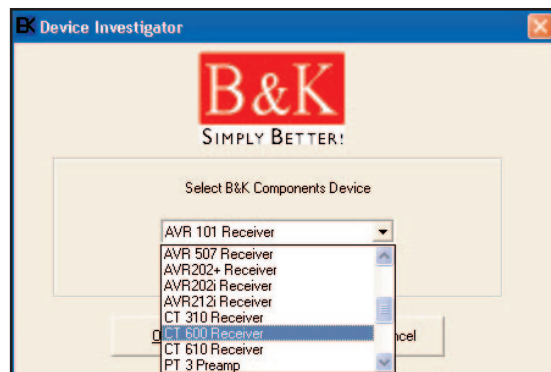 BK Device Investigator
B&K
SIMPLY BETTER!
Select B&K Components Device
AVR 101 Receiver
AVR 507 Receiver
AVR202+ Receiver
AVR202i Receiver
AVR212i Receiver
CT 310 Receiver
CT 600 Receiver
CT 610 Receiver
PT 3 Preamp